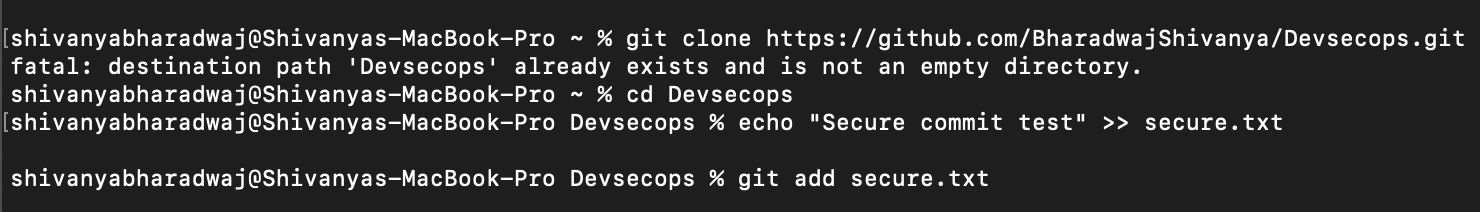 [shivanyabharadwaj@Shivanyas-MacBook-Pro ~ % git clone https://github.com/BharadwajShivanya/Devsecops.git
fatal: destination path 'Devsecops' already exists and is not an empty directory.
shivanyabharadwaj@Shivanyas-MacBook-Pro ~ % cd Devsecops
[shivanyabharadwaj@Shivanyas-MacBook-Pro Devsecops % echo "Secure commit test" >> secure.txt
shivanyabharadwaj@Shivanyas-MacBook-Pro Devsecops % git add secure.txt